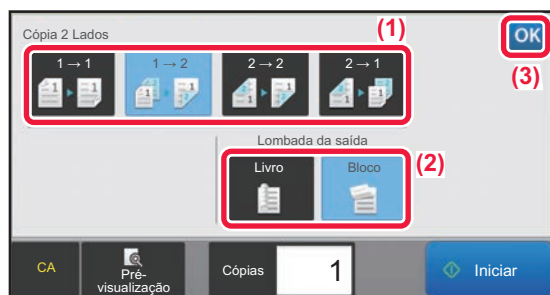 Cópia 2 Lados
(1)
OK
(3)
1 → 1
1 → 2
2 → 2
2 → 1
Lombada da saída
Livro
Bloco
(2)
CA
Pré-
visualização
Cópias
1
Iniciar